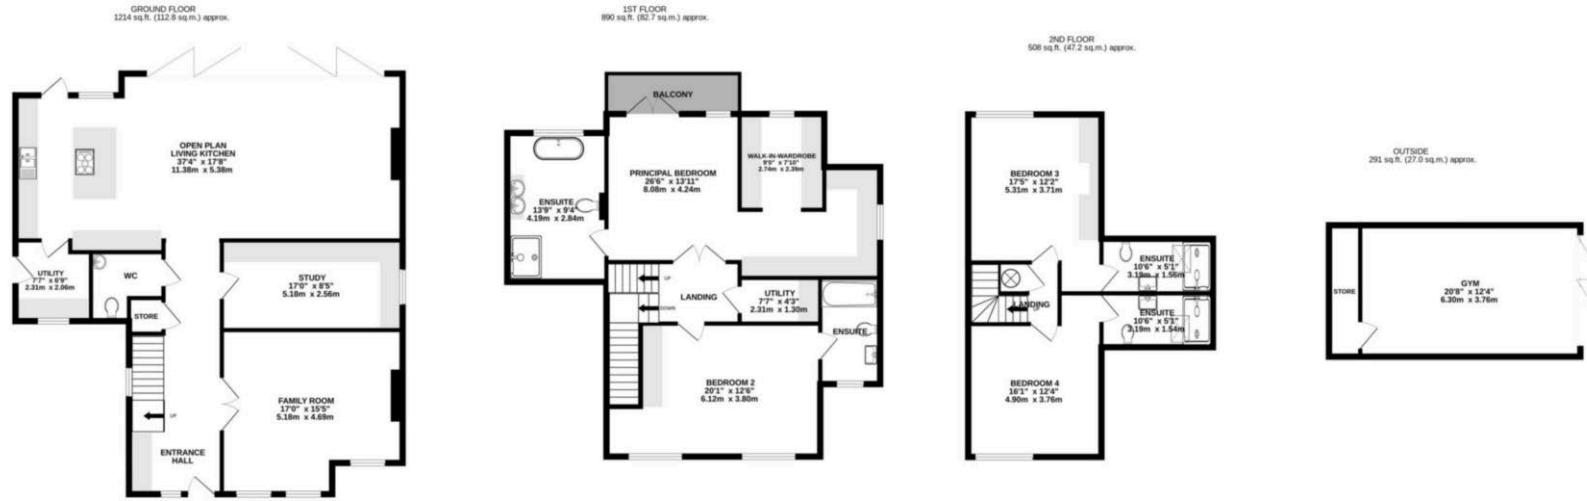 GROUND FLOOR
1214 sq.ft. (112.8 sq.m.) approx.
OPEN PLAN
LIVING KITCHEN
37'4" x 17'8"
11.38m x 5.38m
UTILITY
7'7" x 6'9"
2.31m x 2.06m
WC
STORE
STUDY
17'0" x 8'5"
5.18m x 2.56m
FAMILY ROOM
17'0" x 15'5"
5.18m x 4.69m
UP
ENTRANCE
HALL
1ST FLOOR
890 sq.ft. (82.7 sq.m.) approx.
BALCONY
PRINCIPAL BEDROOM
26'6" x 13'11"
8.08m x 4.24m
WALK-IN-WARDROBE
9'0" x 7'10"
2.74m x 2.39m
ENSUITE
13'9" x 9'4"
4.19m x 2.84m
UP
DOWN
LANDING
UTILITY
7'7" x 4'3"
2.31m x 1.30m
ENSUITE
BEDROOM 2
20'1" x 12'6"
6.12m x 3.80m
2ND FLOOR
508 sq.ft. (47.2 sq.m.) approx.
BEDROOM 3
17'5" x 12'2"
5.31m x 3.71m
ENSUITE
10'6" x 5'1"
3.19m x 1.56m
LANDING
ENSUITE
10'6" x 5'1"
3.19m x 1.54m
BEDROOM 4
16'1" x 12'4"
4.90m x 3.76m
OUTSIDE
291 sq.ft. (27.0 sq.m.) approx.
STORE
GYM
20'8" x 12'4"
6.30m x 3.76m